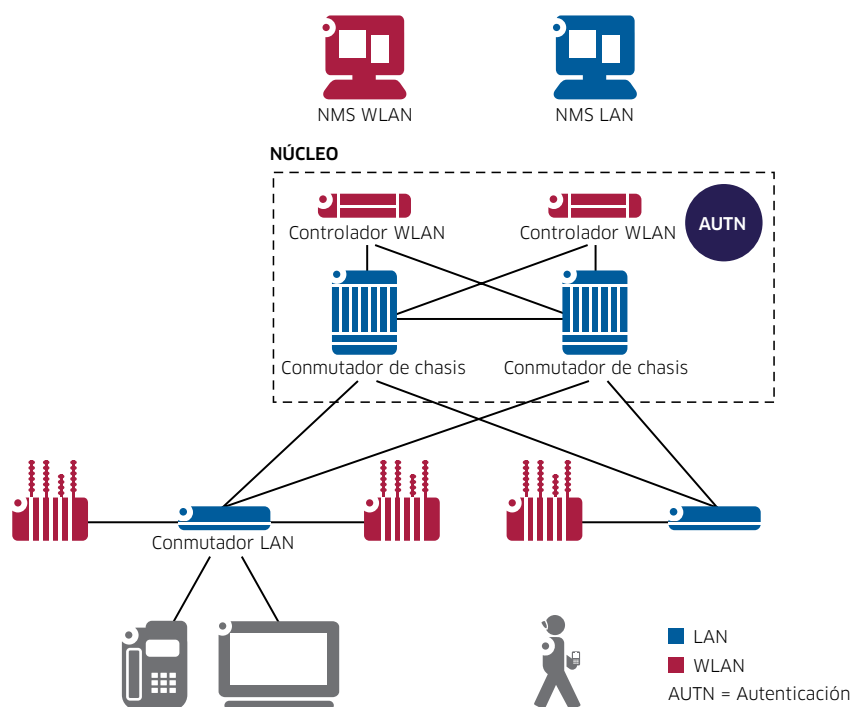 NMS WLAN
NMS LAN
NÚCLEO
AUTN
Controlador WLAN
Controlador WLAN
Conmutador de chasis
Conmutador de chasis
Conmutador LAN
LAN
WLAN
AUTN = Autenticación